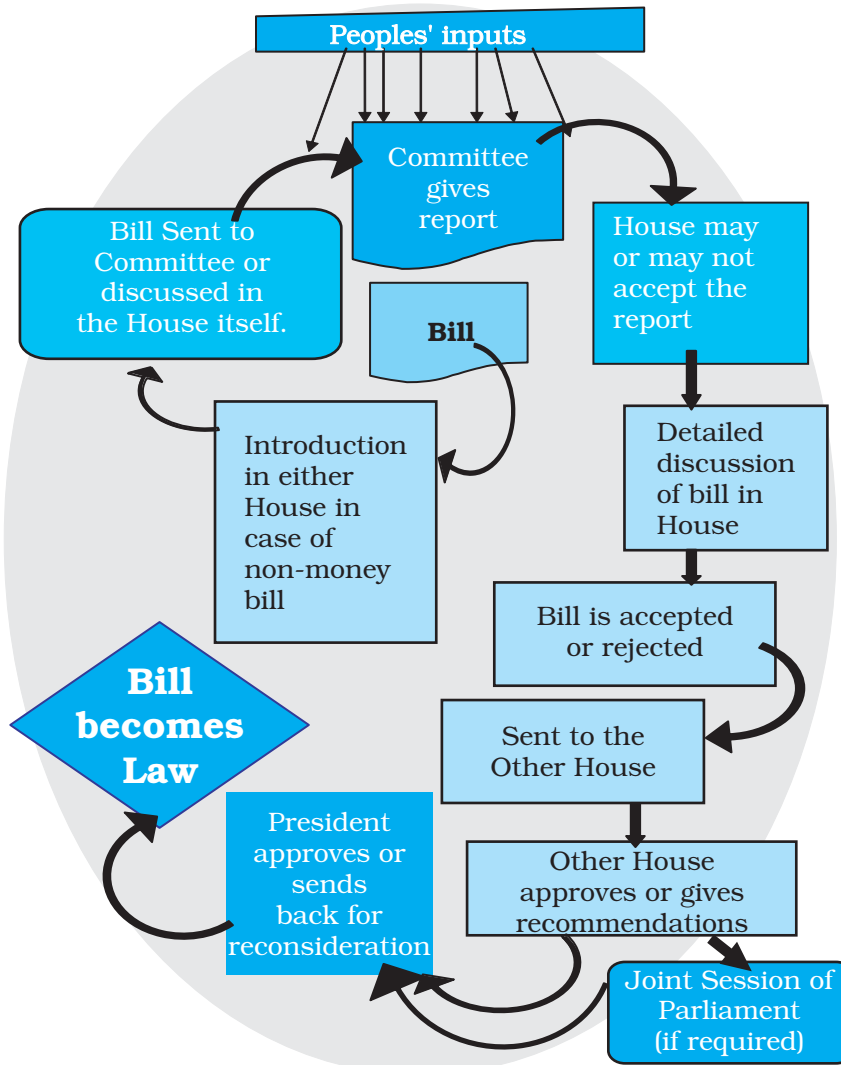 Peoples' inputs
Committee
gives
report
Bill Sent to
Committee or
discussed in
the House itself.
House may
or may not
accept the
report
Bill
Introduction
in either
House in
case of
non-money
bill
Detailed
discussion
of bill in
House
Bill is accepted
or rejected
Bill
becomes
Law
Sent to the
Other House
President
approves or
sends
back for
reconsideration
Other House
approves or gives
recommendations
Joint Session of
Parliament
(if required)